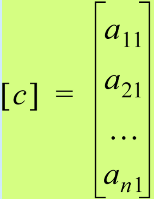 [c] = [a11
a21
...
an1]